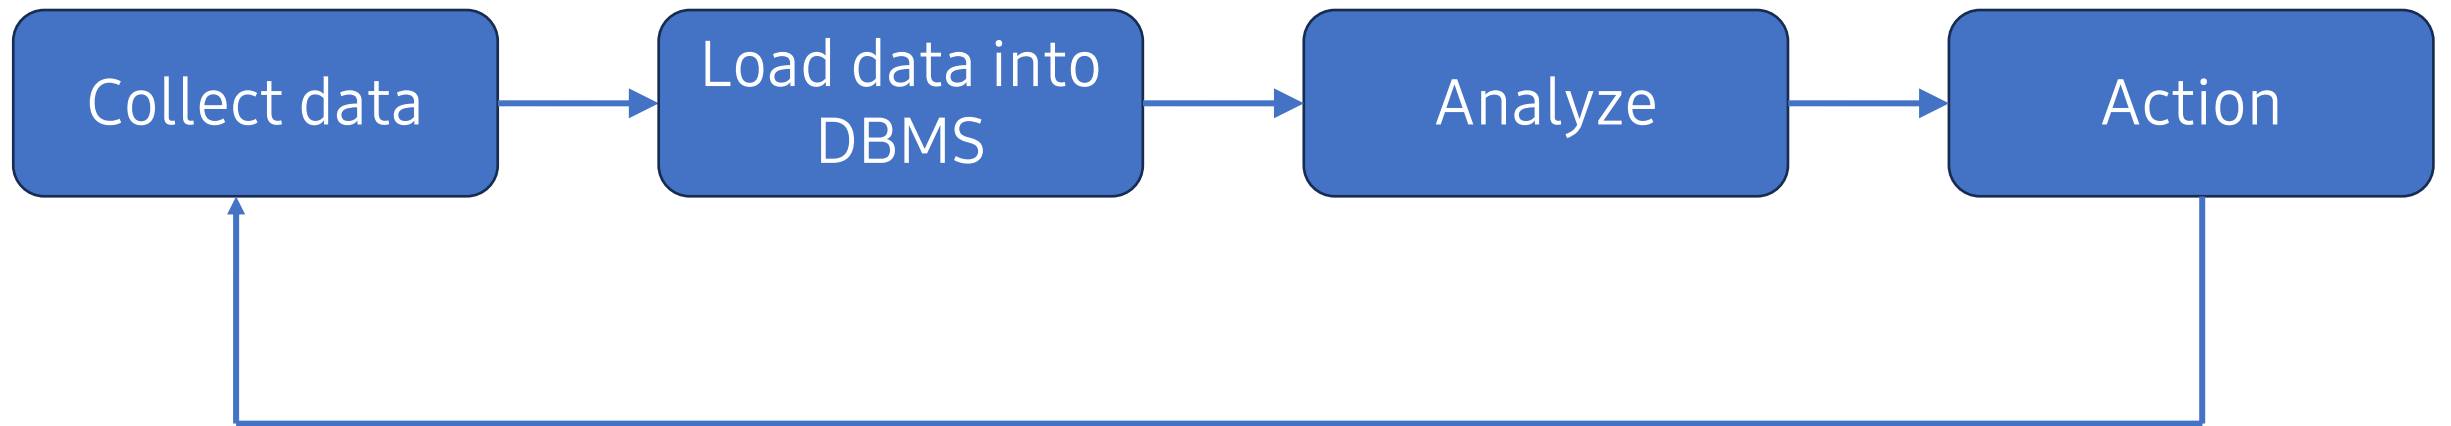 Collect data
Load data into
DBMS
Analyze
Action